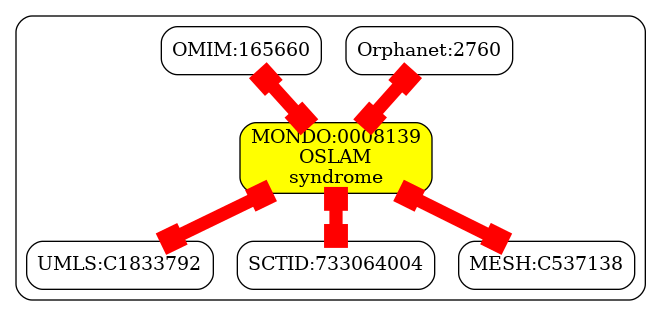 OMIM:165660
Orphanet:2760
MONDO:0008139
OSLAM
syndrome
UMLS:C1833792
SCTID:733064004
MESH:C537138